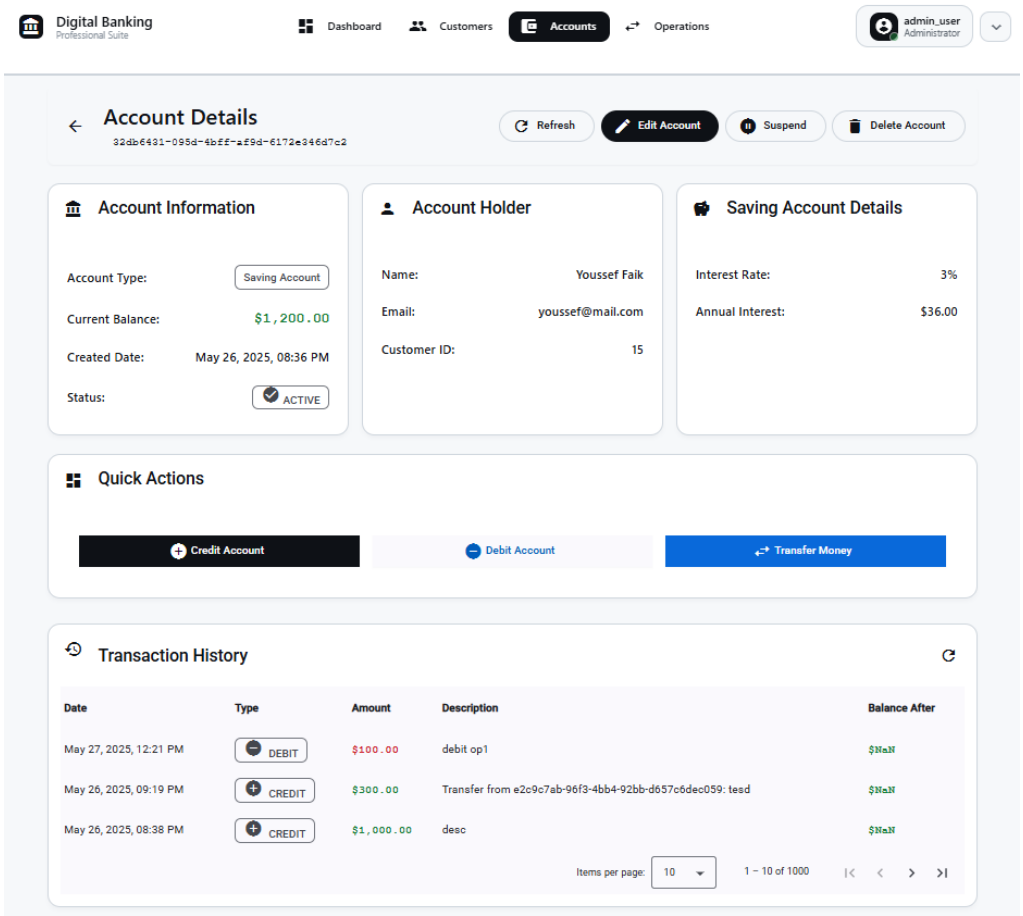 Digital Banking
Professional Suite
Dashboard
Customers
Accounts
Operations
admin_user
Administrator
Account Details
32db6431-095d-4bff-af9d-6172e346d7c2
Refresh
Edit Account
Suspend
Delete Account
Account Information
Account Type: Saving Account
Current Balance: $1,200.00
Created Date: May 26, 2025, 08:36 PM
Status: ACTIVE
Account Holder
Name: Youssef Faik
Email: youssef@mail.com
Customer ID: 15
Saving Account Details
Interest Rate: 3%
Annual Interest: $36.00
Quick Actions
Credit Account
Debit Account
Transfer Money
Transaction History
Date Type Amount Description Balance After
May 27, 2025, 12:21 PM DEBIT $100.00 debit op1 $NaN
May 26, 2025, 09:19 PM CREDIT $300.00 Transfer from e2c9c7ab-96f3-4bb4-92bb-d657c6dec059: tesd $NaN
May 26, 2025, 08:38 PM CREDIT $1,000.00 desc $NaN
Items per page: 10 1 – 10 of 1000